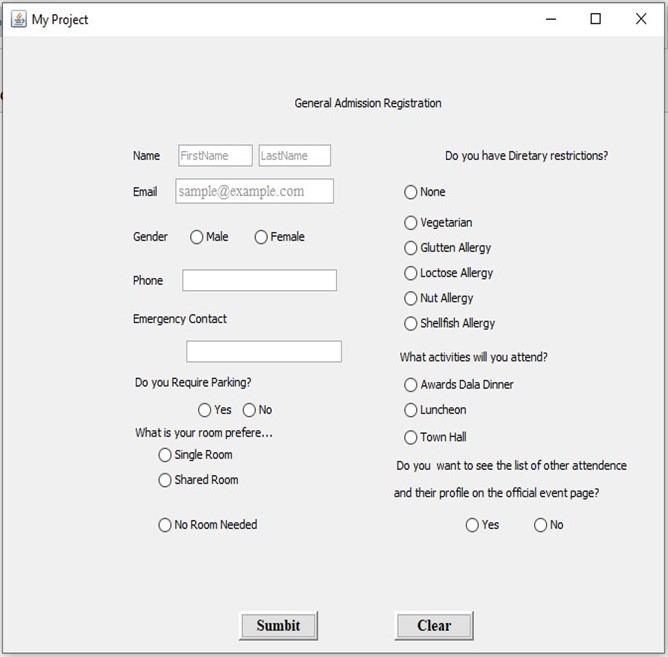 My Project
General Admission Registration
Name FirstName LastName
Email sample@example.com
Gender Male Female
Phone
Emergency Contact
Do you Require Parking?
Yes No
What is your room prefere...
Single Room
Shared Room
No Room Needed
Do you have Diretary restrictions?
None
Vegetarian
Glutten Allergy
Loctose Allergy
Nut Allergy
Shellfish Allergy
What activities will you attend?
Awards Dala Dinner
Luncheon
Town Hall
Do you want to see the list of other attendence
and their profile on the official event page?
Yes No
Sumbit Clear